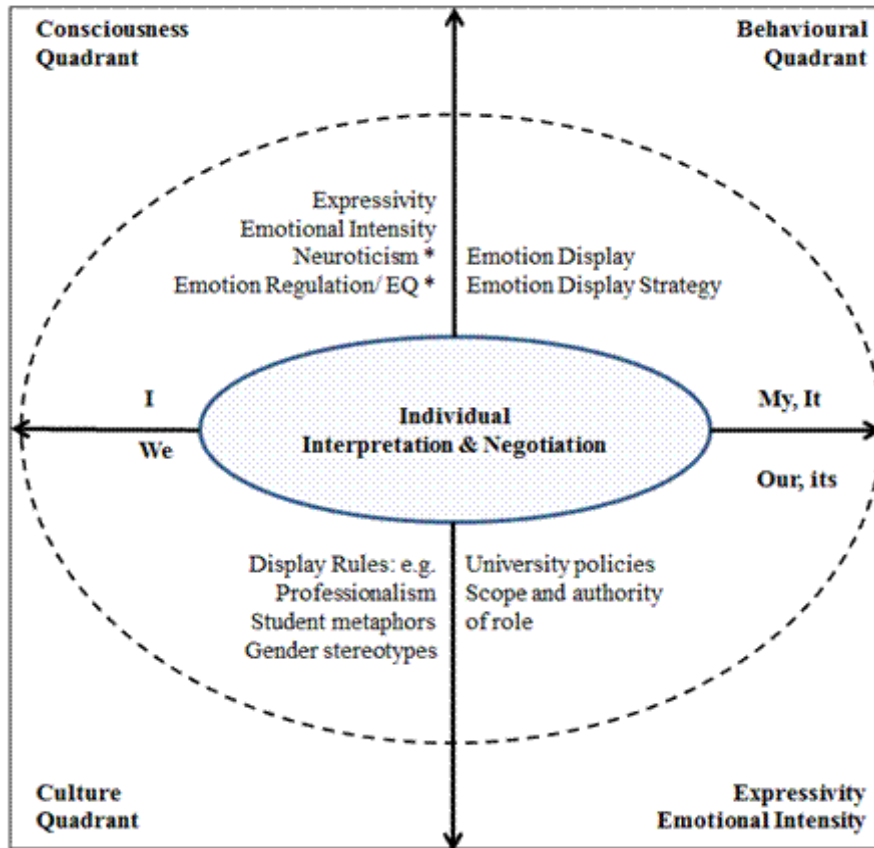 Consciousness
Quadrant
Behavioural
Quadrant
Expressivity
Emotional Intensity
Neuroticism *
Emotion Regulation/ EQ *
Emotion Display
Emotion Display Strategy
I
We
Individual
Interpretation & Negotiation
My, It
Our, its
Display Rules: e.g.
Professionalism
Student metaphors
Gender stereotypes
University policies
Scope and authority
of role
Culture
Quadrant
Expressivity
Emotional Intensity